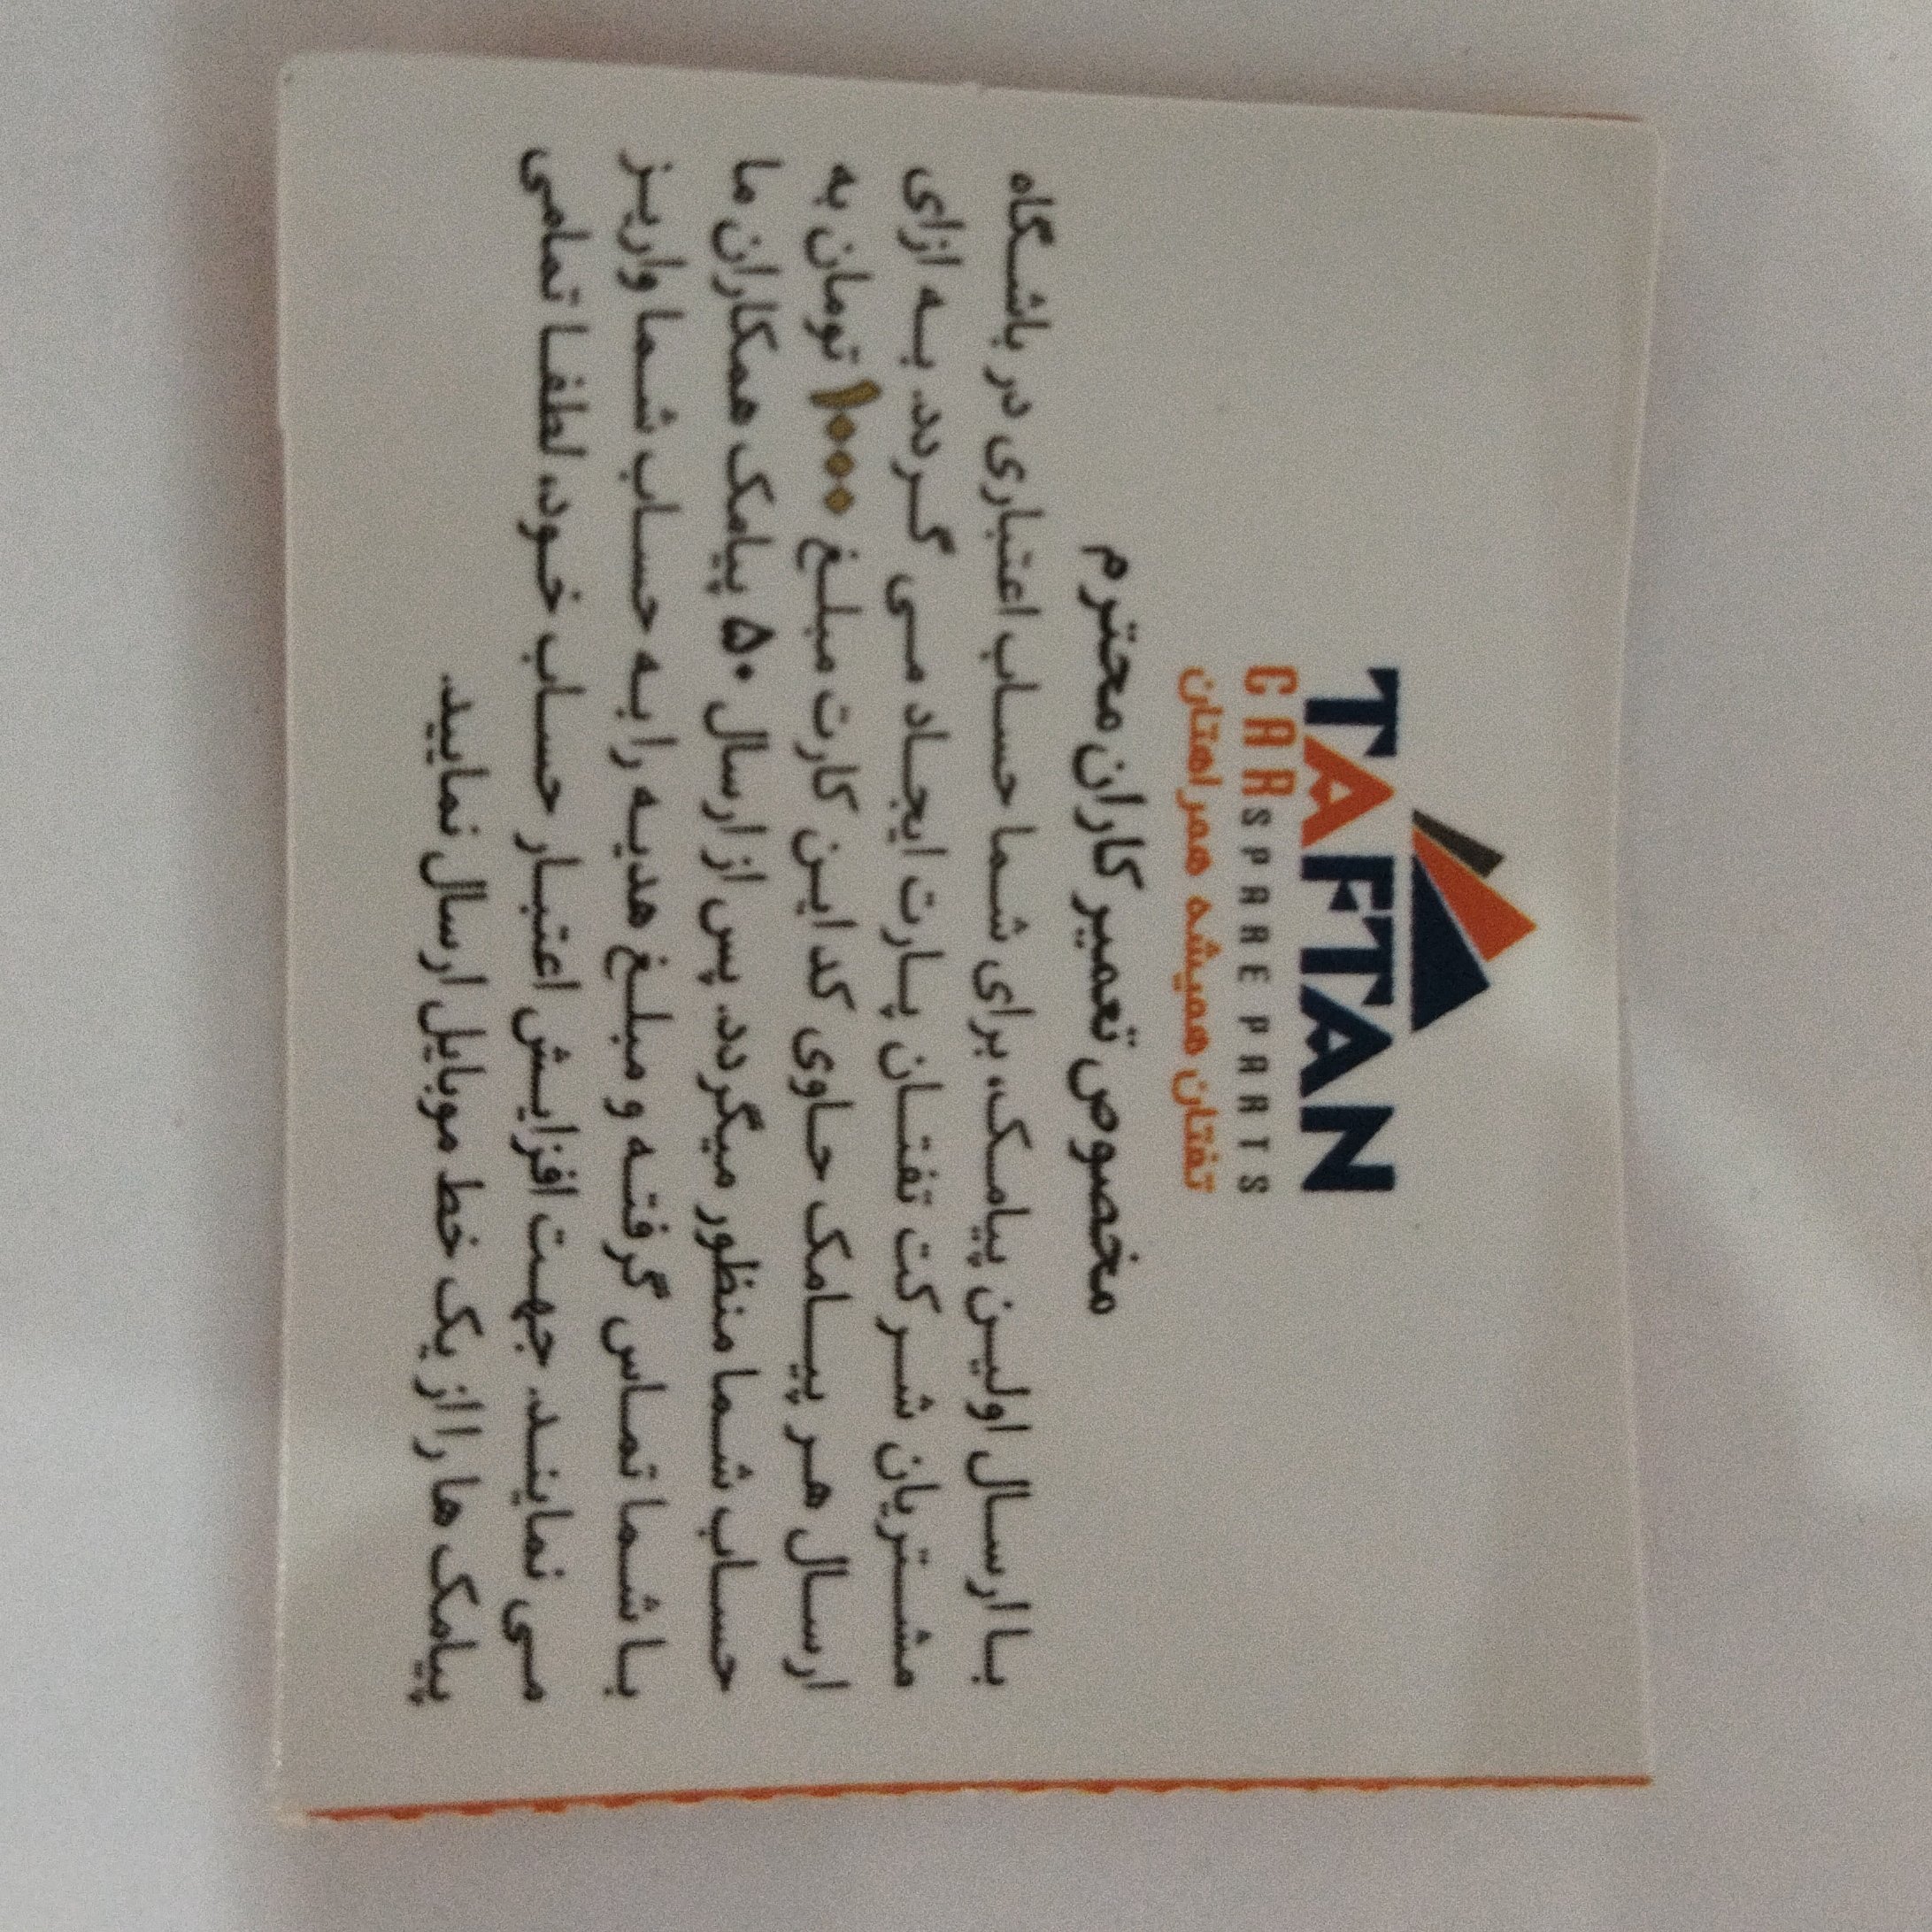 TAFTAN
CAR SPARE PARTS
تفتان همیشه همراهتان
مخصوص تعمیر کاران محترم
با ارسال اولین پیامک، برای شما حساب اعتباری در باشگاه
مشتریان شرکت تفتان پارت ایجاد می گردد. به ازای
ارسال هر پیامک حاوی کد این کارت مبلغ ۱۰۰۰ تومان به
حساب شما منظور میگردد. پس از ارسال ۵۰ پیامک همکاران ما
با شما تماس گرفته و مبلغ هدیه را به حساب شما واریز
می نمایند. جهت افزایش اعتبار حساب خود، لطفا تمامی
پیامک ها را از یک خط موبایل ارسال نمایید.